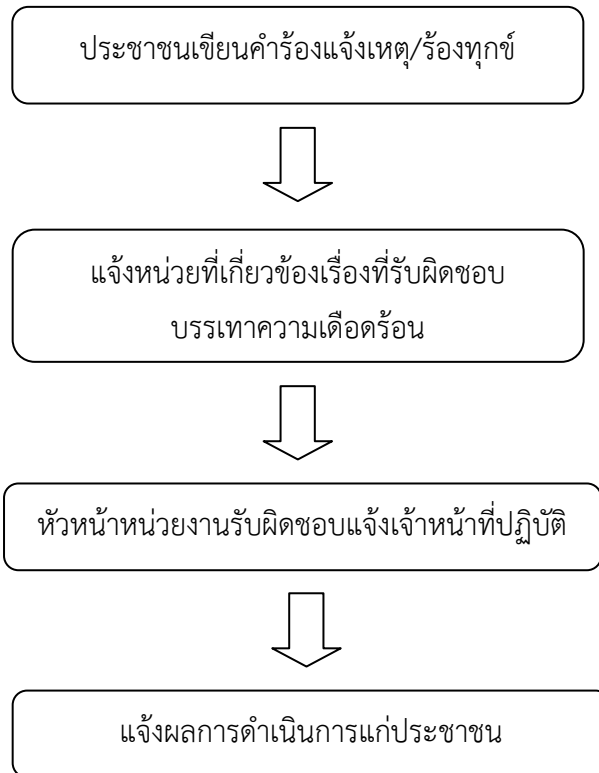 ประชาชนเขียนคำร้องแจ้งเหตุ/ร้องทุกข์
แจ้งหน่วยที่เกี่ยวข้องเรื่องที่รับผิดชอบ
บรรเทาความเดือดร้อน
หัวหน้าหน่วยงานรับผิดชอบแจ้งเจ้าหน้าที่ปฏิบัติ
แจ้งผลการดำเนินการแก่ประชาชน